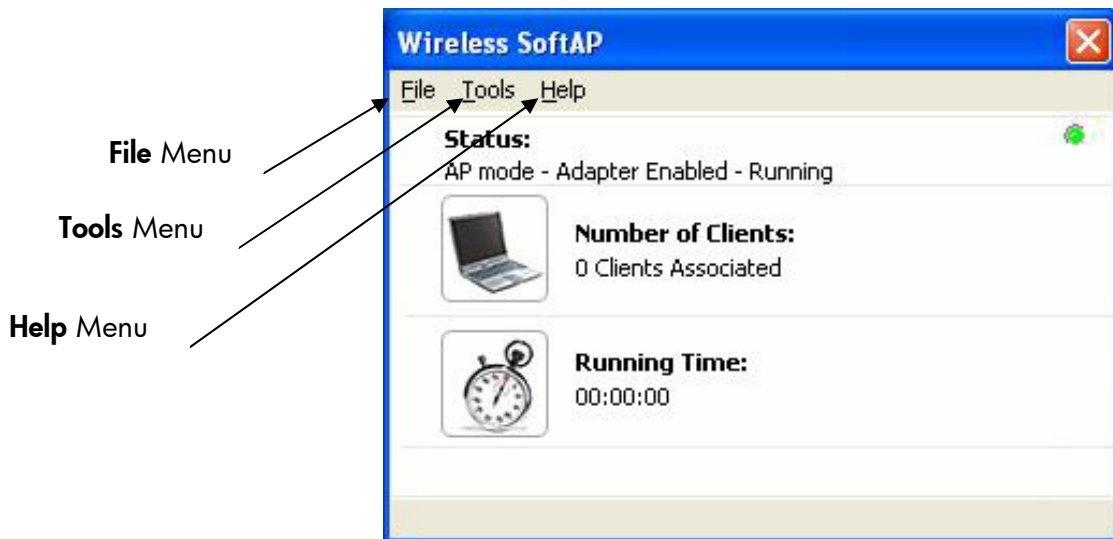 Wireless SoftAP
File Tools Help
File Menu
Tools Menu
Help Menu
Status:
AP mode - Adapter Enabled - Running
Number of Clients:
0 Clients Associated
Running Time:
00:00:00